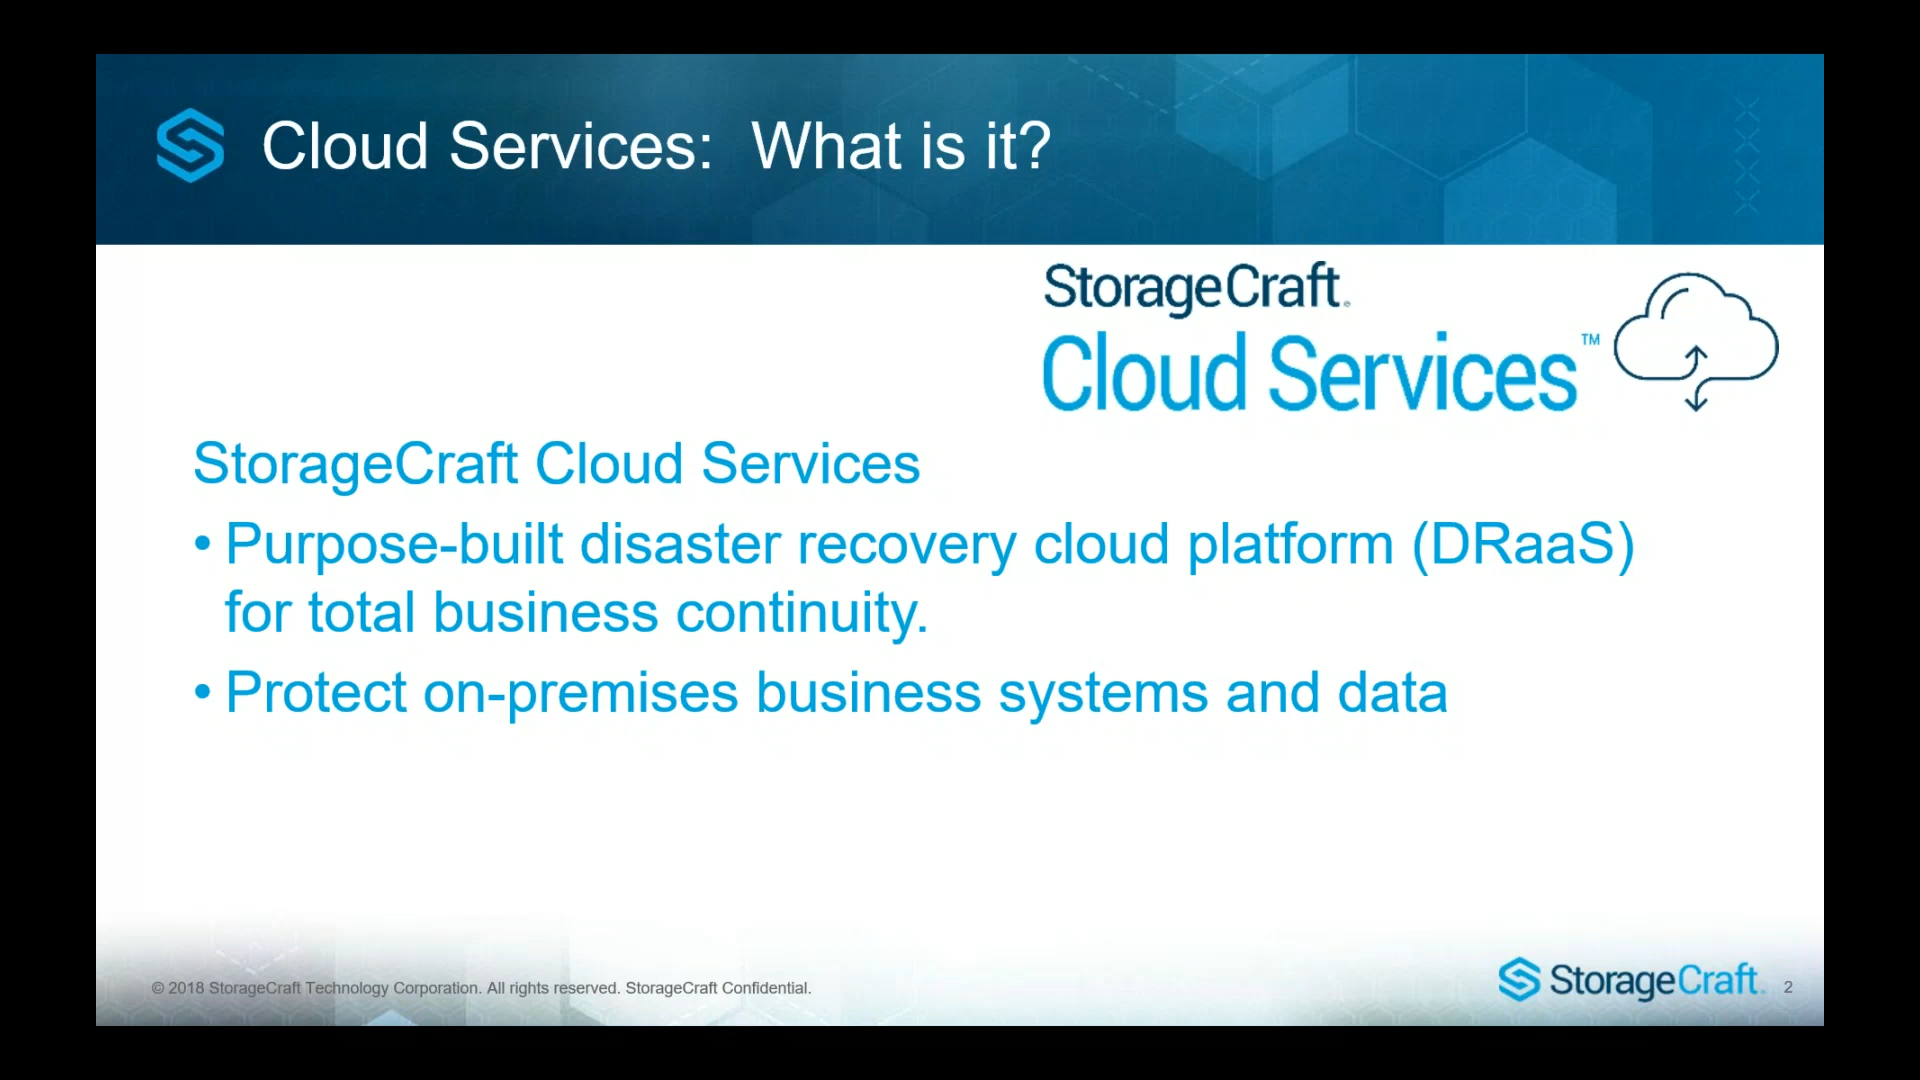 Cloud Services:  What is it?
StorageCraft®
Cloud Services™
StorageCraft Cloud Services
• Purpose-built disaster recovery cloud platform (DRaaS)
for total business continuity.
• Protect on-premises business systems and data
© 2018 StorageCraft Technology Corporation. All rights reserved. StorageCraft Confidential.
StorageCraft
2